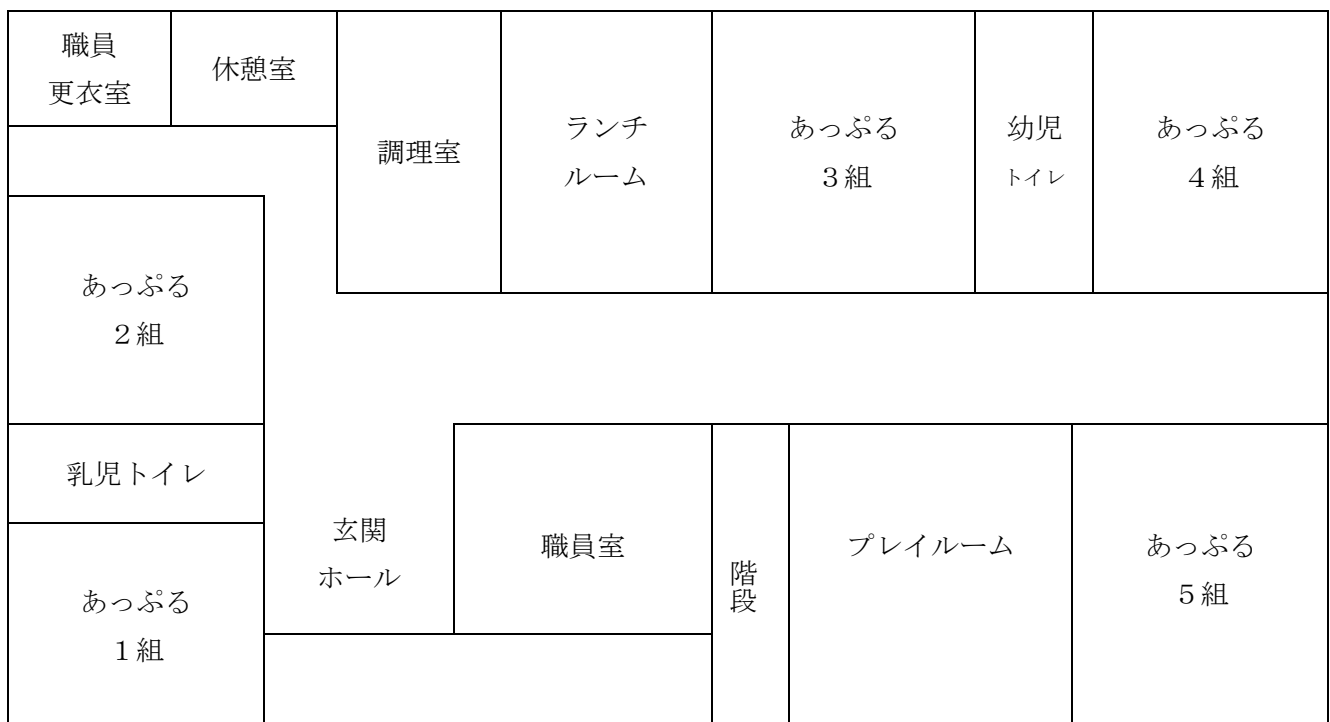 職員
更衣室
休憩室
調理室
ランチ
ルーム
あっぷる
３組
幼児
トイレ
あっぷる
４組
あっぷる
２組
乳児トイレ
あっぷる
１組
玄関
ホール
職員室
階段
プレイルーム
あっぷる
５組